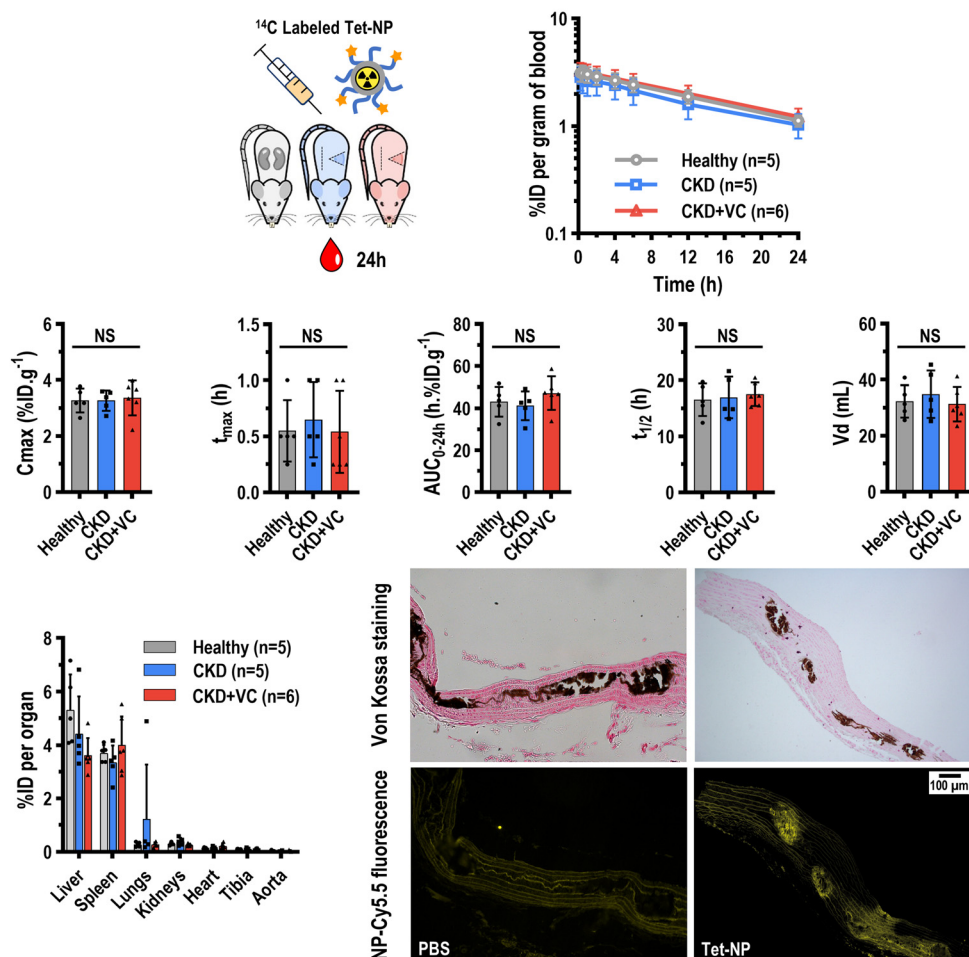 ¹⁴C Labeled Tet-NP
24h
%ID per gram of blood
10
1
0.1
Healthy (n=5)
CKD (n=5)
CKD+VC (n=6)
0 4 8 12 16 20 24
Time (h)
Cmax (%ID.g⁻¹)
6
4
2
0
NS
Healthy
CKD
CKD+VC
tmax (h)
1.5
1.0
0.5
0.0
NS
Healthy
CKD
CKD+VC
AUC0-24h (h.%ID.g⁻¹)
80
60
40
20
0
NS
Healthy
CKD
CKD+VC
t1/2 (h)
30
20
10
0
NS
Healthy
CKD
CKD+VC
Vd (mL)
60
40
20
0
NS
Healthy
CKD
CKD+VC
%ID per organ
8
6
4
2
0
Healthy (n=5)
CKD (n=5)
CKD+VC (n=6)
Liver
Spleen
Lungs
Kidneys
Heart
Tibia
Aorta
Von Kossa staining
NP-Cy5.5 fluorescence
100 µm
PBS
Tet-NP